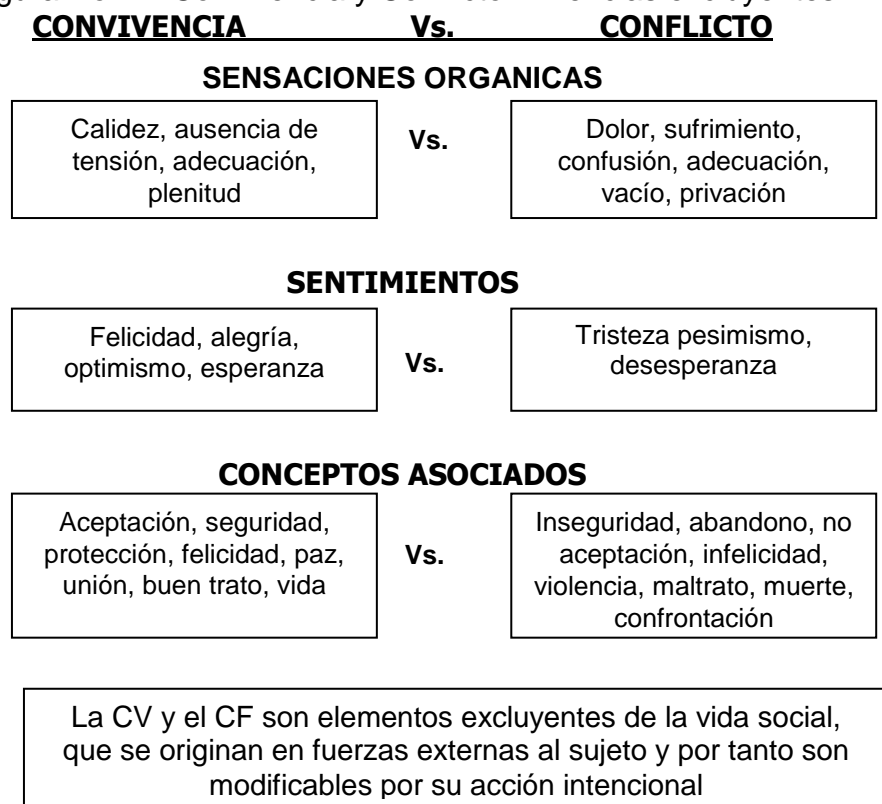 CONVIVENCIA Vs. CONFLICTO
SENSACIONES ORGANICAS
Calidez, ausencia de
tensión, adecuación,
plenitud
Vs.
Dolor, sufrimiento,
confusión, adecuación,
vacío, privación
SENTIMIENTOS
Felicidad, alegría,
optimismo, esperanza
Vs.
Tristeza pesimismo,
desesperanza
CONCEPTOS ASOCIADOS
Aceptación, seguridad,
protección, felicidad, paz,
unión, buen trato, vida
Vs.
Inseguridad, abandono, no
aceptación, infelicidad,
violencia, maltrato, muerte,
confrontación
La CV y el CF son elementos excluyentes de la vida social,
que se originan en fuerzas externas al sujeto y por tanto son
modificables por su acción intencional